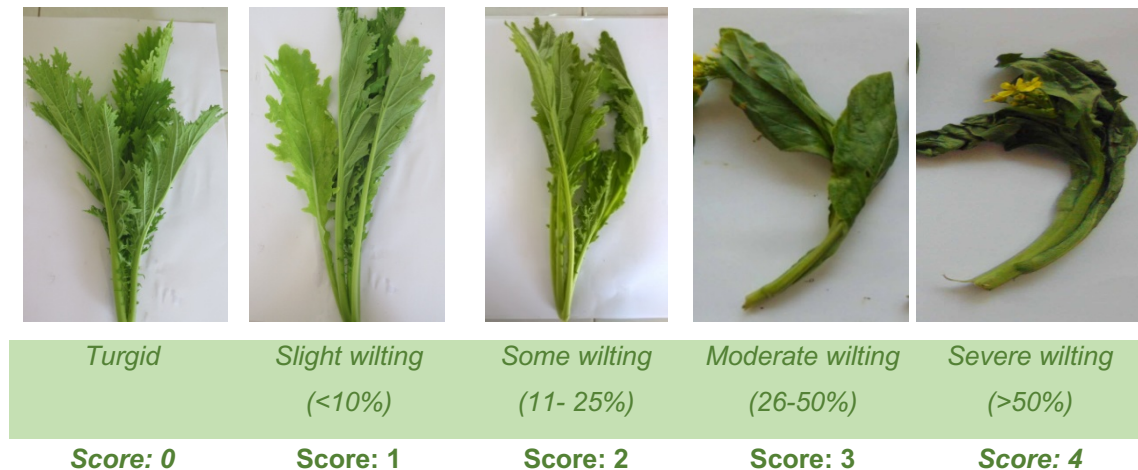 Turgid
Slight wilting
Some wilting
Moderate wilting
Severe wilting
(<10%)
(11- 25%)
(26-50%)
(>50%)
Score: 0
Score: 1
Score: 2
Score: 3
Score: 4